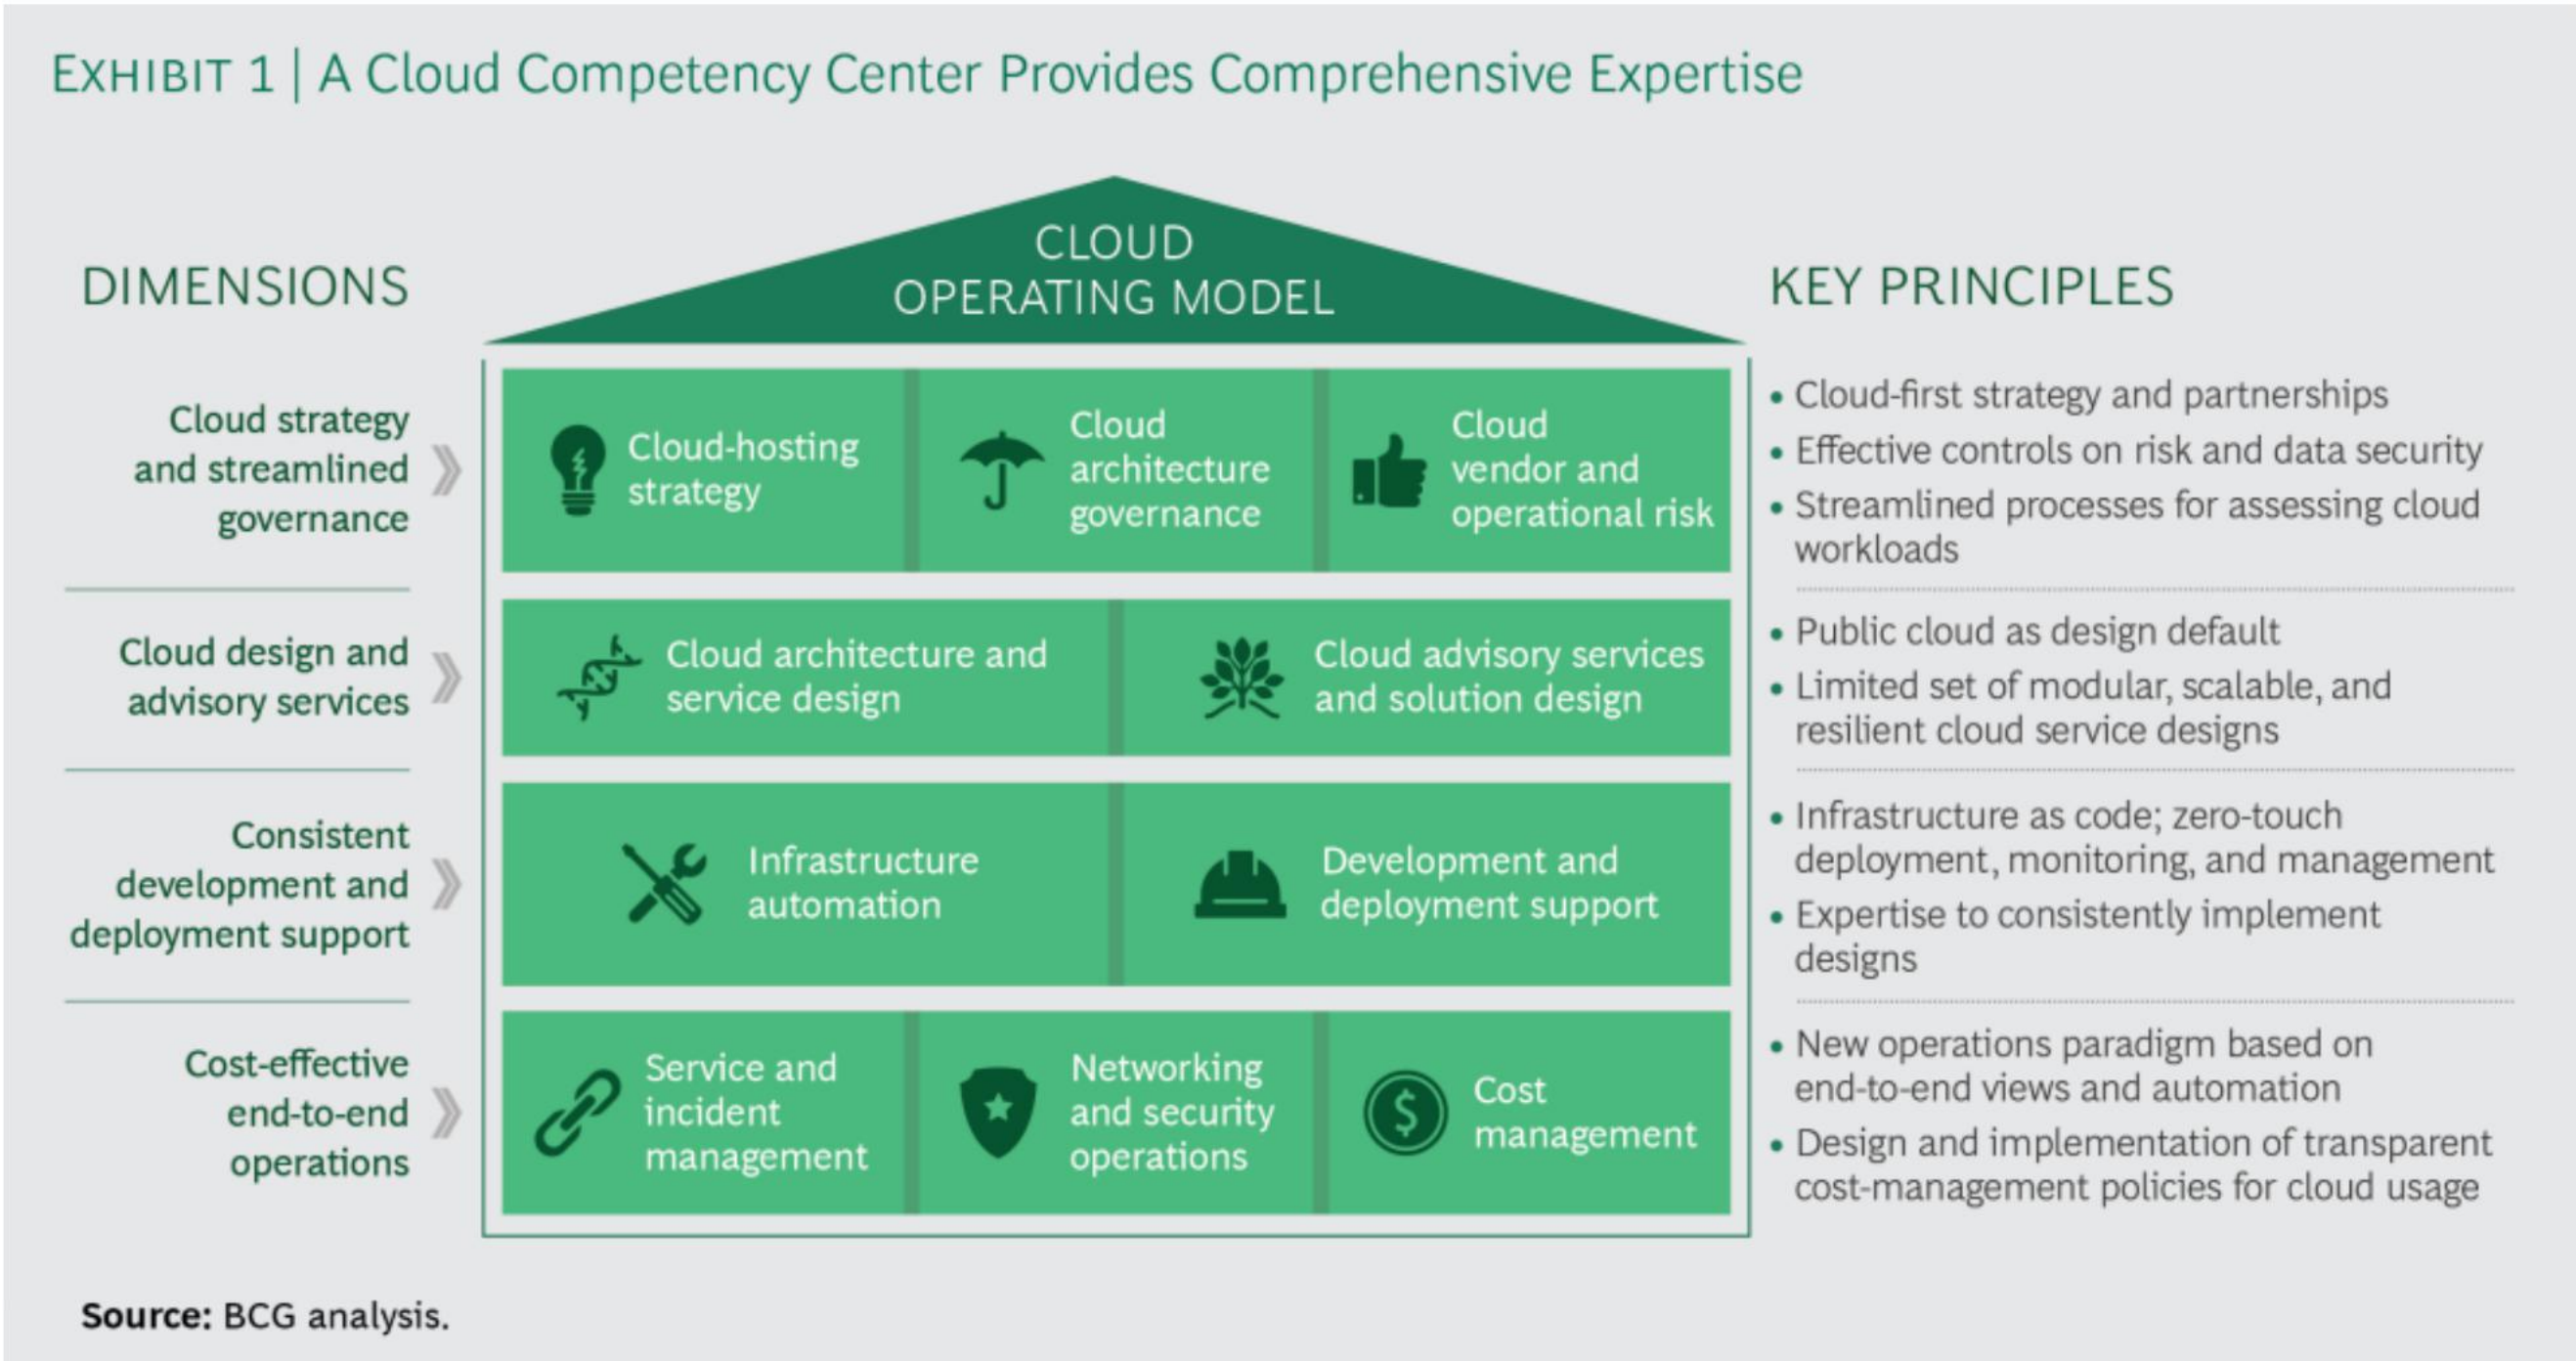 EXHIBIT 1 | A Cloud Competency Center Provides Comprehensive Expertise
DIMENSIONS
CLOUD
OPERATING MODEL
KEY PRINCIPLES
Cloud strategy
and streamlined
governance
Cloud-hosting
strategy
Cloud
architecture
governance
Cloud
vendor and
operational risk
• Cloud-first strategy and partnerships
• Effective controls on risk and data security
• Streamlined processes for assessing cloud
workloads
Cloud design and
advisory services
Cloud architecture and
service design
Cloud advisory services
and solution design
• Public cloud as design default
• Limited set of modular, scalable, and
resilient cloud service designs
Consistent
development and
deployment support
Infrastructure
automation
Development and
deployment support
• Infrastructure as code; zero-touch
deployment, monitoring, and management
• Expertise to consistently implement
designs
Cost-effective
end-to-end
operations
Service and
incident
management
Networking
and security
operations
$
Cost
management
• New operations paradigm based on
end-to-end views and automation
• Design and implementation of transparent
cost-management policies for cloud usage
Source: BCG analysis.